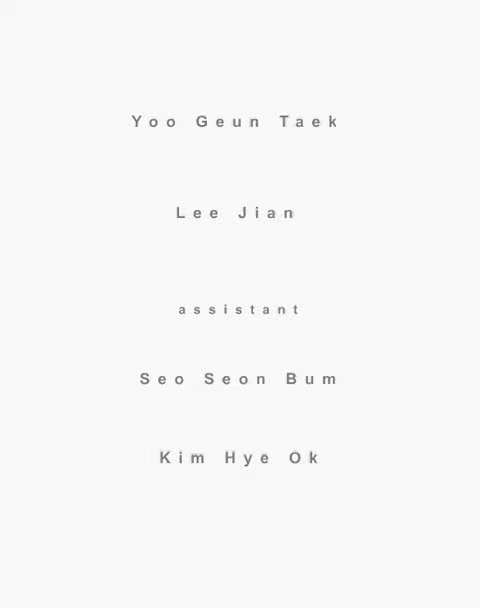 Yoo Geun Taek
Lee Jian
assistant
Seo Seon Bum
Kim Hye Ok